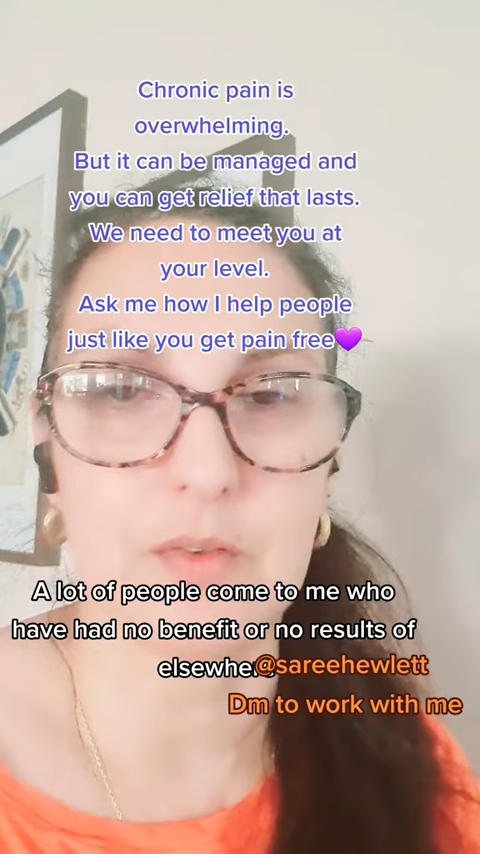 Chronic pain is
overwhelming.
But it can be managed and
you can get relief that lasts.
We need to meet you at
your level.
Ask me how I help people
just like you get pain free💜
A lot of people come to me who
have had no benefit or no results of
elsewhe
@sareehewlett
Dm to work with me